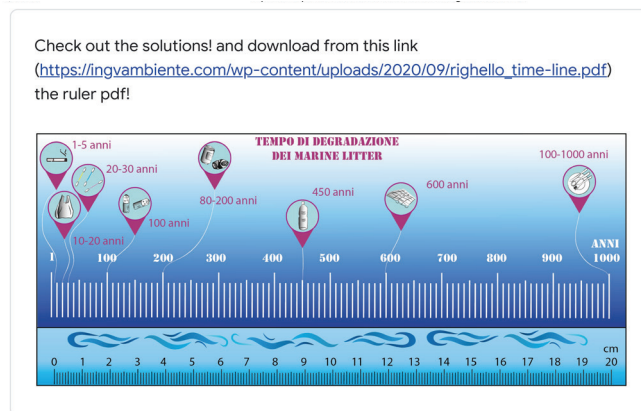 Check out the solutions! and download from this link
(https://ingvambiente.com/wp-content/uploads/2020/09/righello_time-line.pdf)
the ruler pdf!
TEMPO DI DEGRADAZIONE
DEI MARINE LITTER
1-5 anni
20-30 anni
10-20 anni
100 anni
80-200 anni
450 anni
600 anni
100-1000 anni
ANNI
1 100 200 300 400 500 600 700 800 900 1000
cm
0 1 2 3 4 5 6 7 8 9 10 11 12 13 14 15 16 17 18 19 20